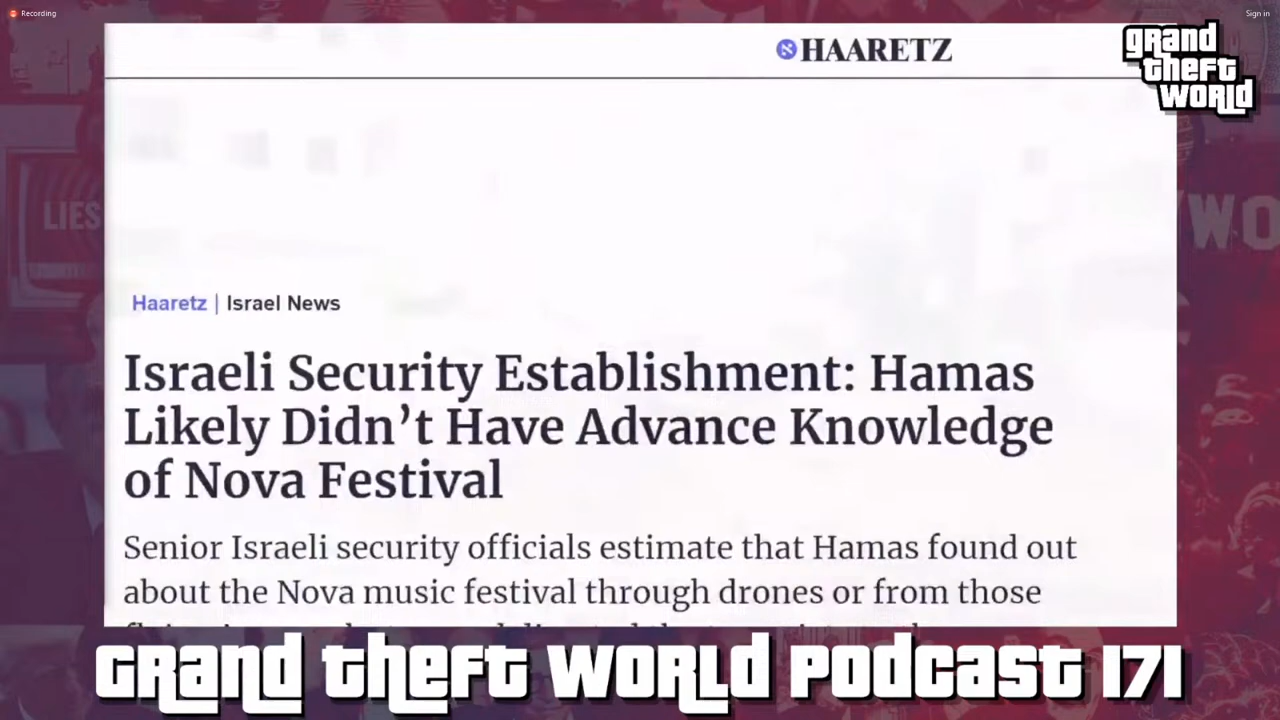 Recording
Sign in
HAARETZ
grand
theft
world
LIES
WO
Haaretz | Israel News
Israeli Security Establishment: Hamas
Likely Didn’t Have Advance Knowledge
of Nova Festival
Senior Israeli security officials estimate that Hamas found out
about the Nova music festival through drones or from those
Grand theft world Podcast 171